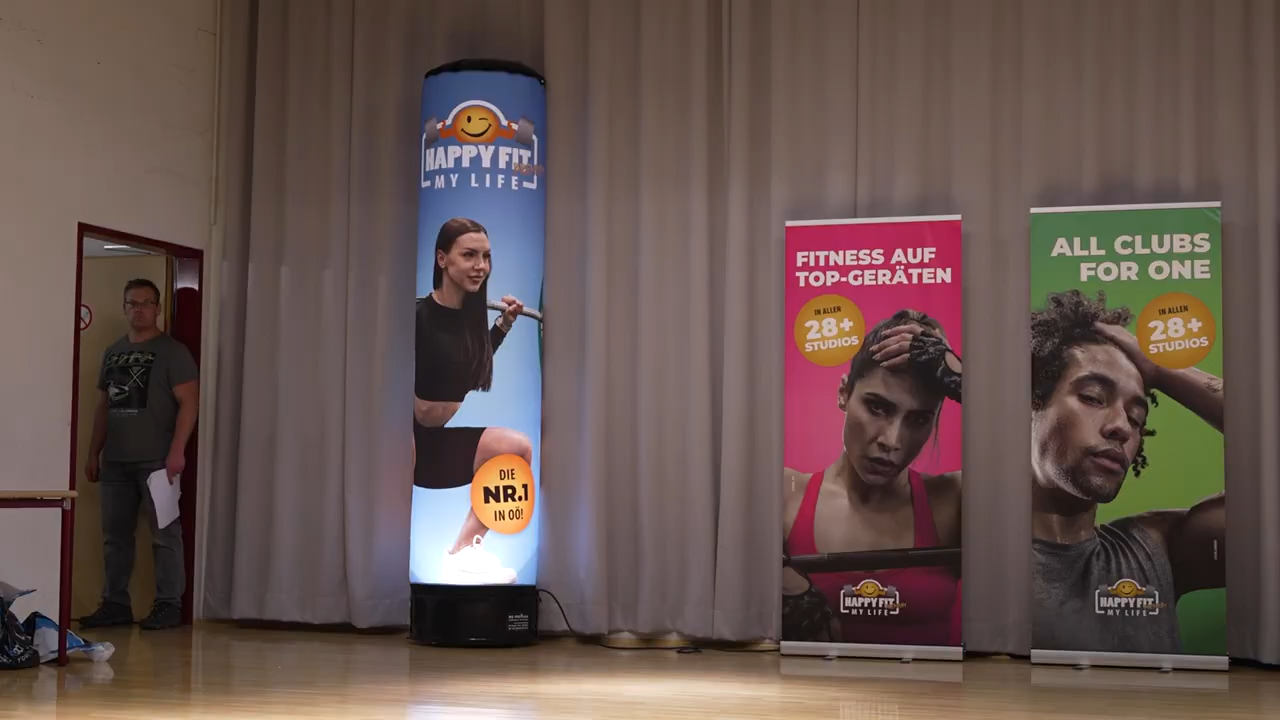 HAPPY FIT
MY LIFE
DIE
NR.1
IN OÖ!
FITNESS AUF
TOP-GERÄTEN
IN ALLEN
28+
STUDIOS
HAPPY FIT
MY LIFE
ALL CLUBS
FOR ONE
IN ALLEN
28+
STUDIOS
HAPPY FIT
MY LIFE